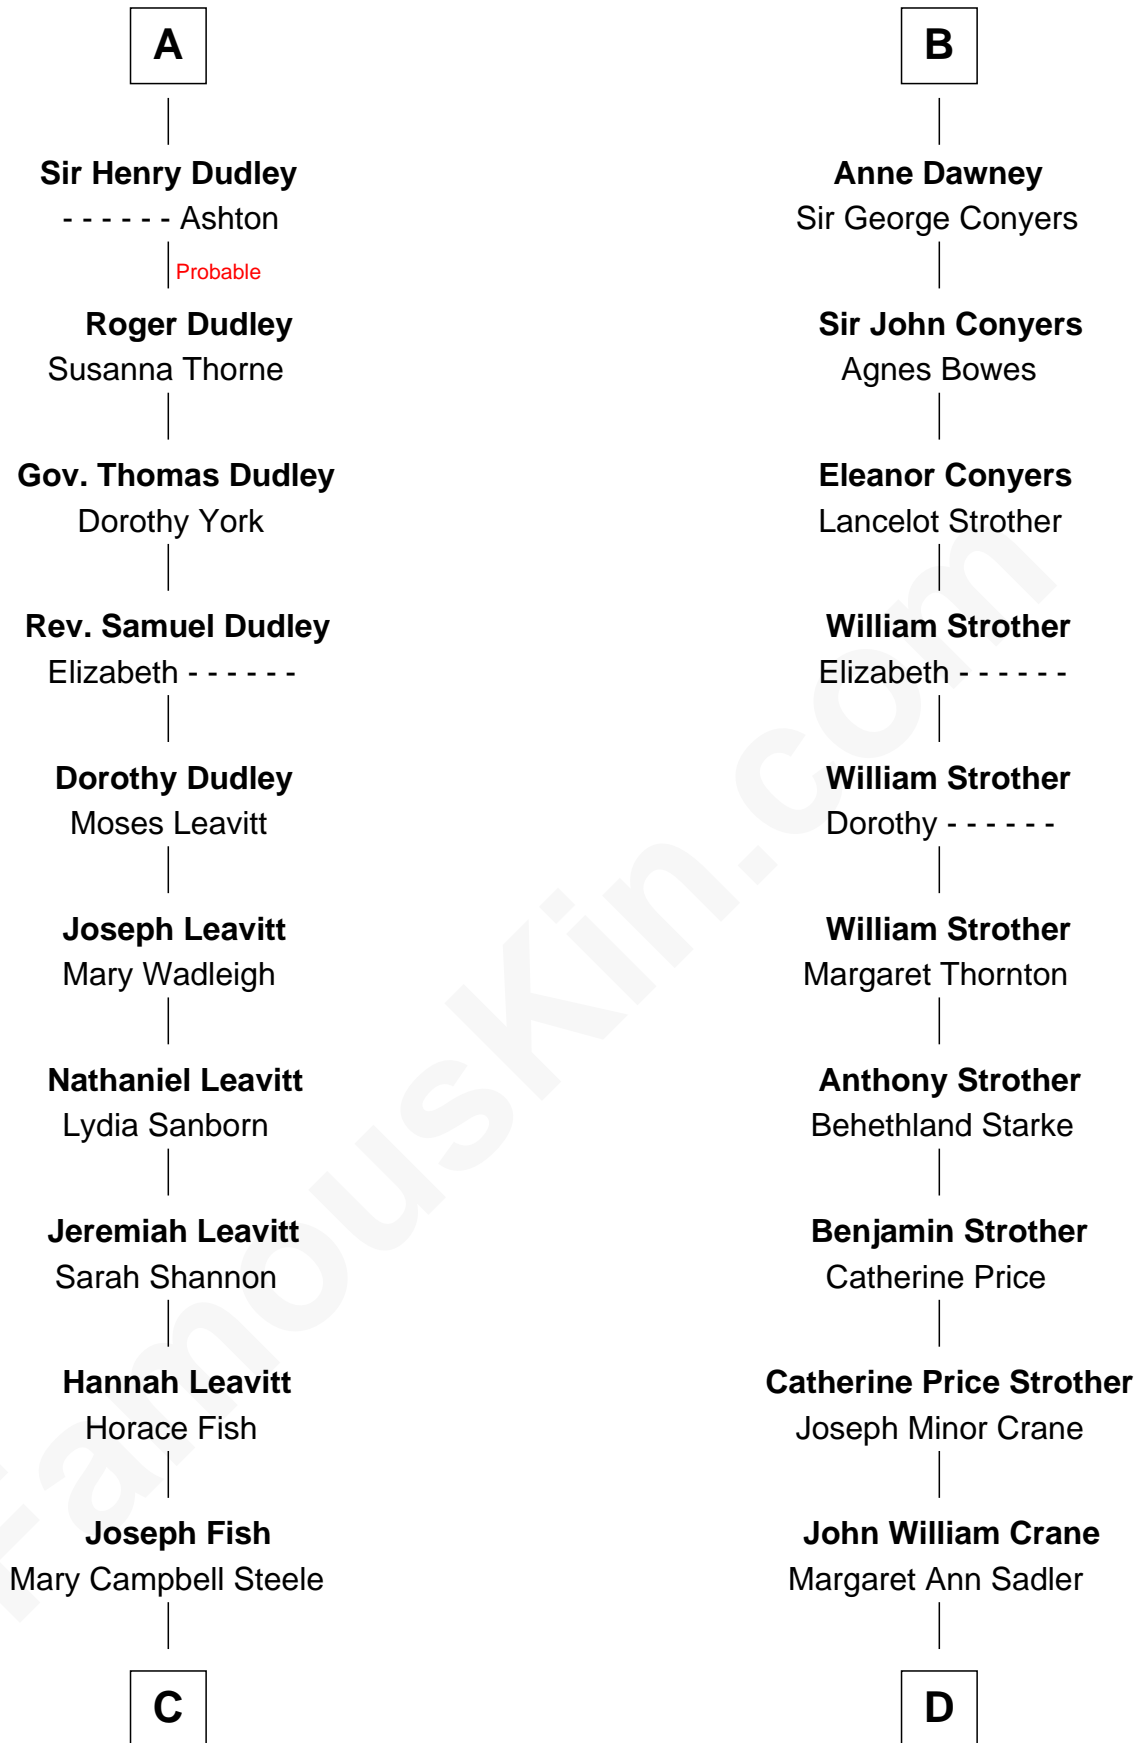 A
Sir Henry Dudley
- - - - - - Ashton
Probable
Roger Dudley
Susanna Thorne
Gov. Thomas Dudley
Dorothy York
Rev. Samuel Dudley
Elizabeth - - - - - -
Dorothy Dudley
Moses Leavitt
Joseph Leavitt
Mary Wadleigh
Nathaniel Leavitt
Lydia Sanborn
Jeremiah Leavitt
Sarah Shannon
Hannah Leavitt
Horace Fish
Joseph Fish
Mary Campbell Steele
C
B
Anne Dawney
Sir George Conyers
Sir John Conyers
Agnes Bowes
Eleanor Conyers
Lancelot Strother
William Strother
Elizabeth - - - - - -
William Strother
Dorothy - - - - - -
William Strother
Margaret Thornton
Anthony Strother
Behethland Starke
Benjamin Strother
Catherine Price
Catherine Price Strother
Joseph Minor Crane
John William Crane
Margaret Ann Sadler
D
FamousKin.com